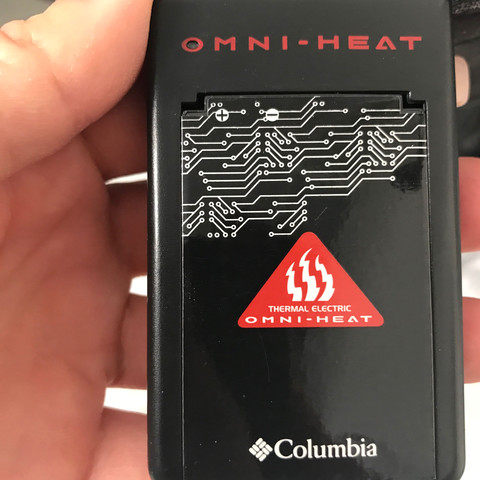 OMNI-HEAT
+ -
THERMAL ELECTRIC
OMNI-HEAT
Columbia